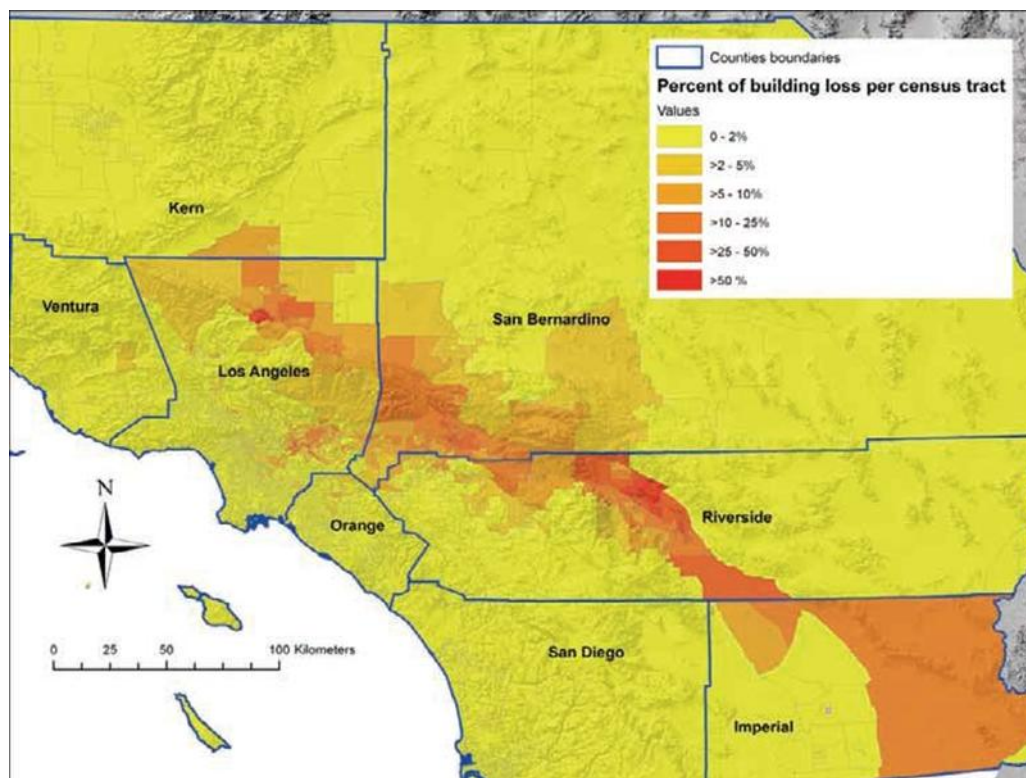 Counties boundaries
Percent of building loss per census tract
Values
0 - 2%
>2 - 5%
>5 - 10%
>10 - 25%
>25 - 50%
>50 %
Kern
Ventura
San Bernardino
Los Angeles
N
Orange
Riverside
0 25 50 100 Kilometers
San Diego
Imperial